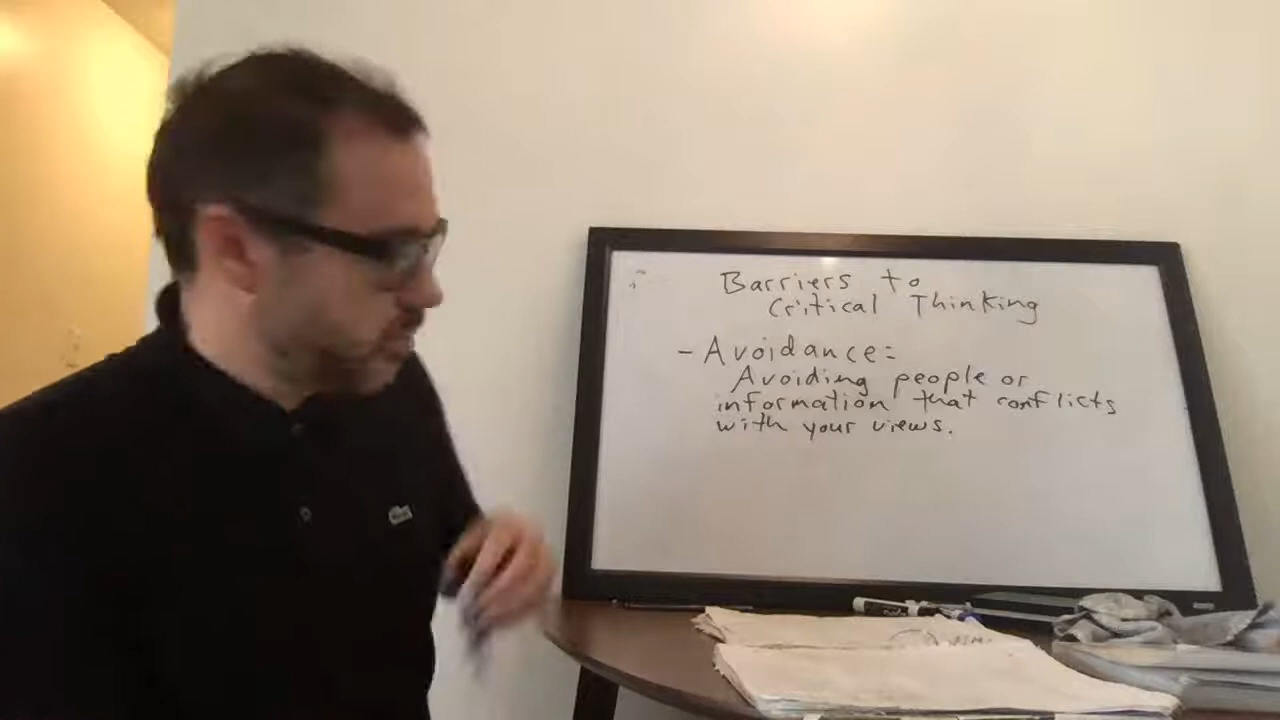 Barriers to
Critical Thinking
- Avoidance:
Avoiding people or
information that conflicts
with your views.